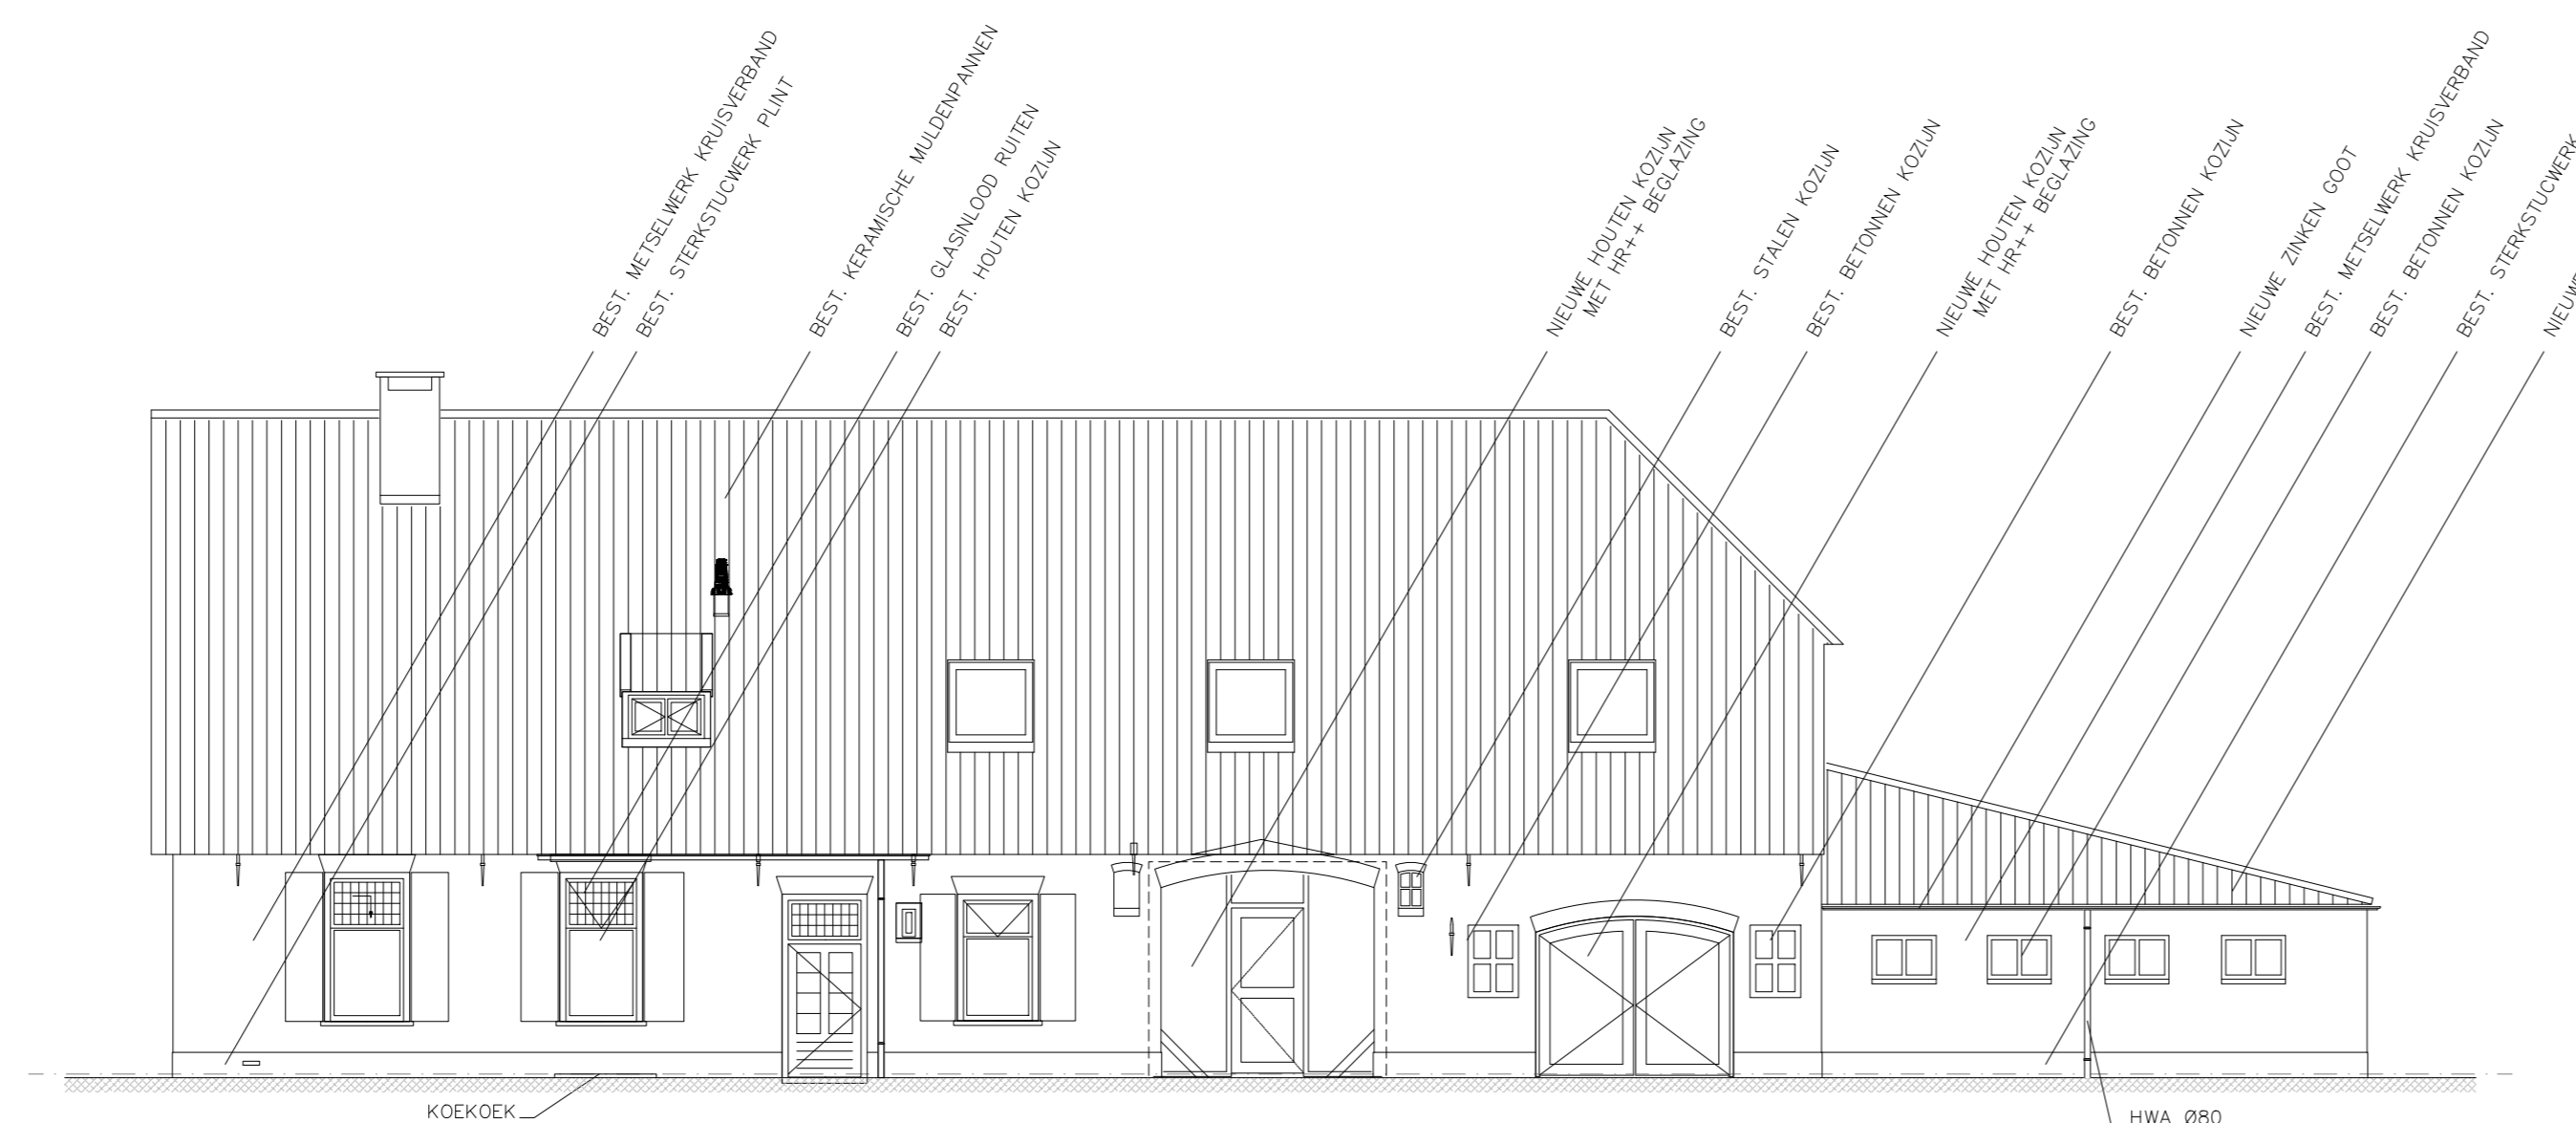 BEST. METSELWERK KRUISVERBAND
BEST. STERKSTUCWERK PLINT
BEST. KERAMISCHE MULDENPANNEN
BEST. GLASINLOOD RUITEN
BEST. HOUTEN KOZIJN
NIEUWE HOUTEN KOZIJN
MET HR++ BEGLAZING
BEST. STALEN KOZIJN
BEST. BETONNEN KOZIJN
NIEUWE HOUTEN KOZIJN
MET HR++ BEGLAZING
BEST. BETONNEN KOZIJN
NIEUWE ZINKEN GOOT
BEST. METSELWERK KRUISVERBAND
BEST. BETONNEN KOZIJN
BEST. STERKSTUCWERK
NIEUWE
KOEKOEK
HWA Ø80